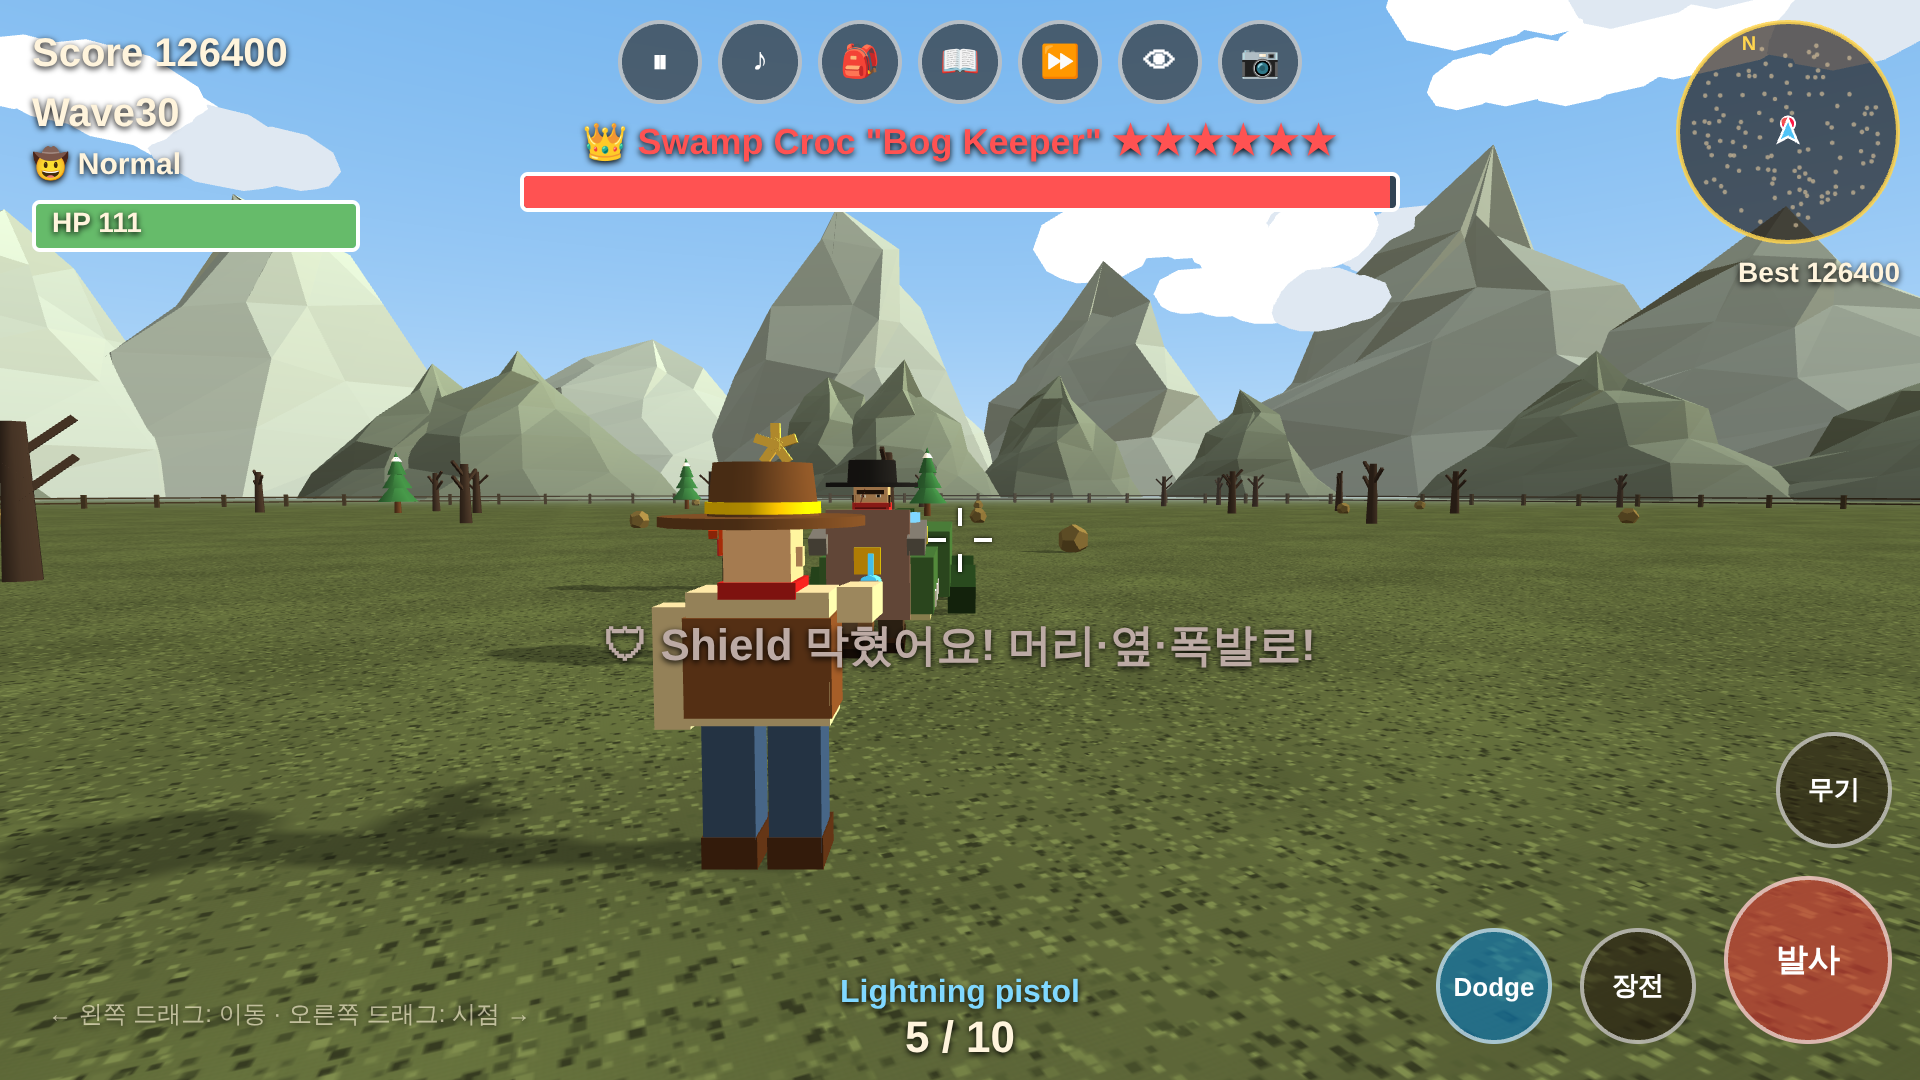 Score 126400
Wave30
🤠 Normal
HP 111
👑 Swamp Croc "Bog Keeper" ★★★★★★
N
Best 126400
🛡 Shield 막혔어요! 머리·옆·폭발로!
무기
발사
Dodge
장전
Lightning pistol
5 / 10
← 왼쪽 드래그: 이동 · 오른쪽 드래그: 시점 →